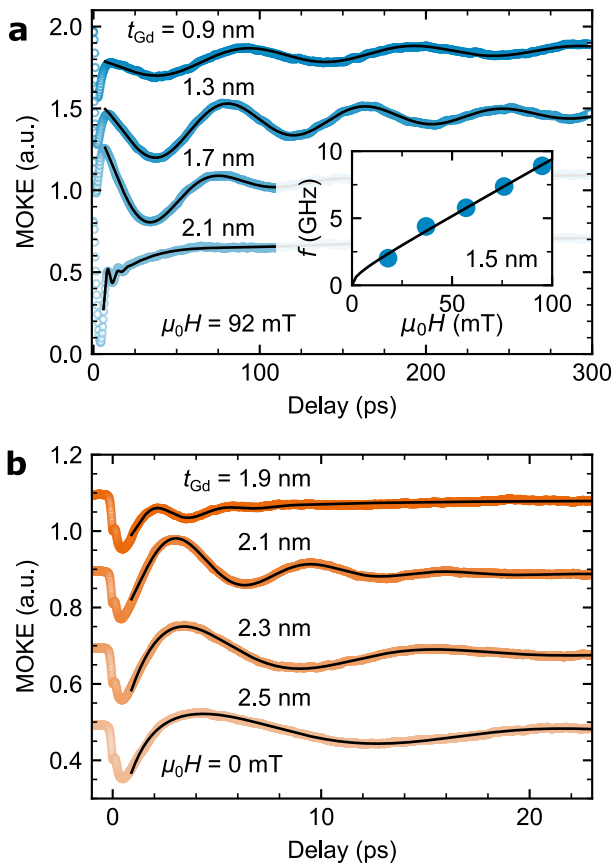 a
t_Gd = 0.9 nm
1.3 nm
1.7 nm
2.1 nm
μ₀H = 92 mT
MOKE (a.u.)
2.0
1.5
1.0
0.5
0.0
0
100
200
300
Delay (ps)
f (GHz)
10
5
0
0
50
100
1.5 nm
μ₀H (mT)
b
t_Gd = 1.9 nm
2.1 nm
2.3 nm
2.5 nm
μ₀H = 0 mT
MOKE (a.u.)
1.2
1.0
0.8
0.6
0.4
0
10
20
Delay (ps)